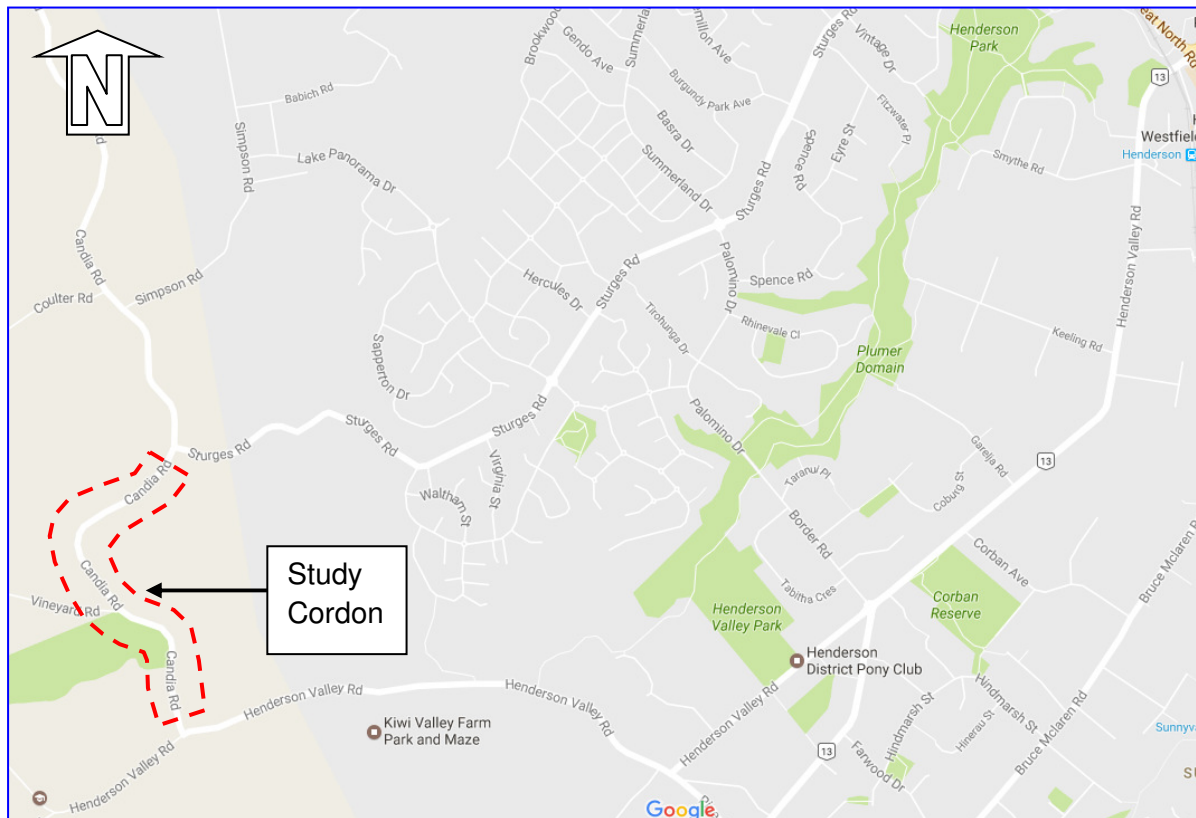 N
Rd
Babich Rd
Simpson Rd
Lake Panorama Dr
Brookwood
Gendo Ave
Summerland
Burgundy Park Ave
Basra Dr
Summerland Dr
Sturges Rd
Vintage Dr
Fitzwater Pl
Spence Rd
Eyre St
Sturges Rd
Henderson
Park
13
eat North Rd
Westfield
Henderson
Smythe Rd
Henderson Valley Rd
Candia Rd
Coulter Rd
Simpson Rd
Hercules Dr
Sturges Rd
Palomino Dr
Spence Rd
Tirohunga Dr
Rhinevale Cl
Keeling Rd
Plumer
Domain
Sapperton Dr
Sturges Rd
Sturges Rd
Sturges Rd
Palomino Dr
Candia Rd
Virginia St
Waltham St
Taranui Pl
Gareija Rd
13
Coburg St
Border Rd
Study
Cordon
Candia Rd
Vineyard Rd
Candia Rd
Tabitha Cres
Corban Ave
Bruce Mclaren Rd
Henderson
Valley Park
Corban
Reserve
Henderson
District Pony Club
Henderson Valley Rd
Henderson Valley Rd
Henderson Valley Rd
Kiwi Valley Farm
Park and Maze
Henderson Valley Rd
Hindmarsh St
Hindmarsh St
Hinerau St
Bruce Mclaren Rd
Sunnyva
13
Farwood Dr
Google